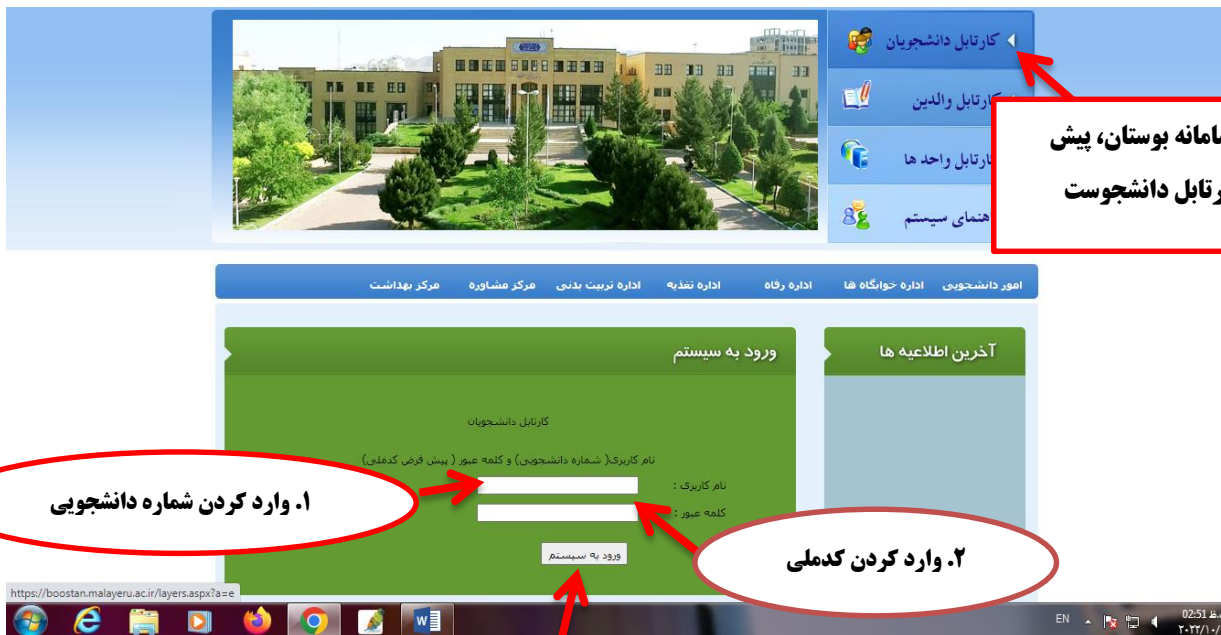 کارتابل دانشجویان
کارتابل والدین
کارتابل واحد ها
راهنمای سیستم
امانه بوستان، پیش
رتابل دانشجوست
امور دانشجویی اداره خوابگاه ها اداره رفاه اداره تغذیه اداره تربیت بدنی مرکز مشاوره مرکز بهداشت
آخرین اطلاعیه ها
ورود به سیستم
کارتابل دانشجویان
نام کاربری( شماره دانشجویی) و کلمه عبور ( پیش فرض کدملی)
نام کاربری :
کلمه عبور :
ورود به سیستم
۱. وارد کردن شماره دانشجویی
۲. وارد کردن کدملی
https://boostan.malayeru.ac.ir/layers.aspx?a=e
EN
02:51